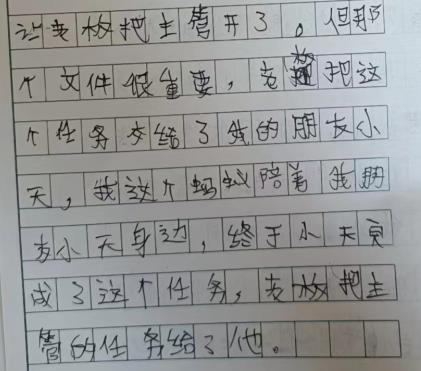 让老板把主管开了。但那
个文件很重要，老板把这
个任务交给了我的朋友小
天，我这个蚂蚁陪着我朋
友小天身边，终于小天完
成了这个任务，老板把主
管的任务给了他。